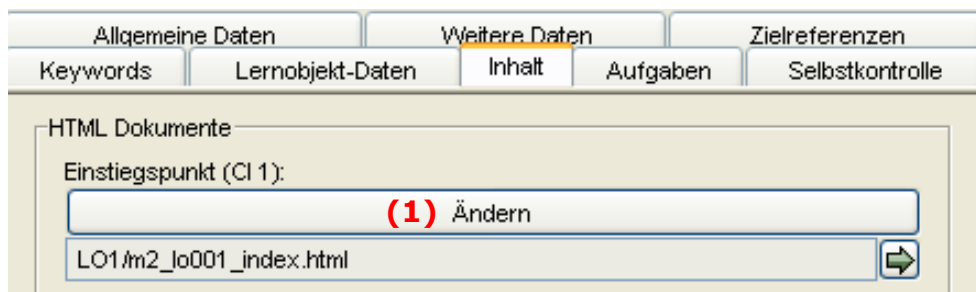 Allgemeine Daten Weitere Daten Zielreferenzen
Keywords Lernobjekt-Daten Inhalt Aufgaben Selbstkontrolle
HTML Dokumente
Einstiegspunkt (CI 1):
(1) Ändern
LO1/m2_lo001_index.html